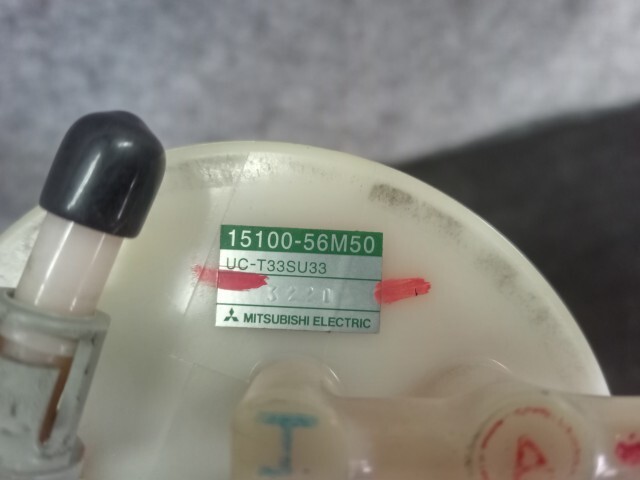 15100-56M50
UC-T33SU33
MITSUBISHI ELECTRIC
A